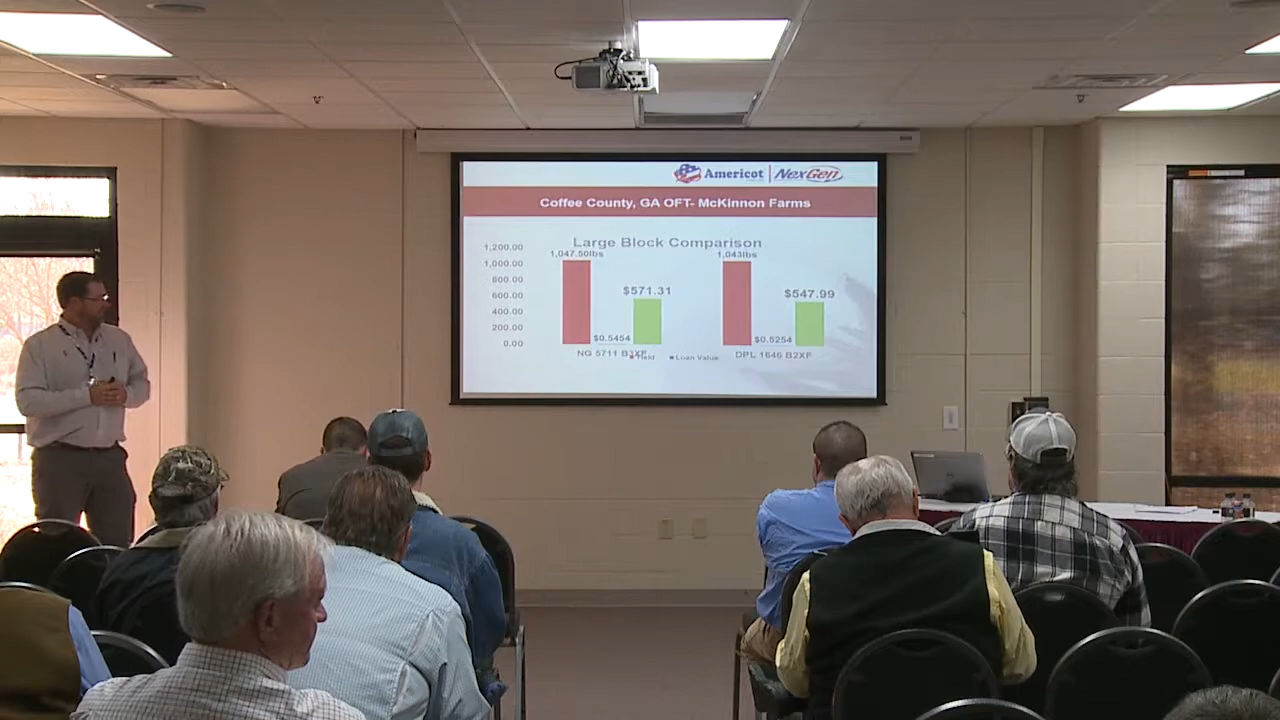 Americot NexGen
Coffee County, GA OFT- McKinnon Farms
Large Block Comparison
1,200.00
1,000.00
800.00
600.00
400.00
200.00
0.00
1,047.50lbs
$0.5454
$571.31
1,043lbs
$0.5254
$547.99
NG 5711 B3XF
DPL 1646 B2XF
Yield
Loan Value